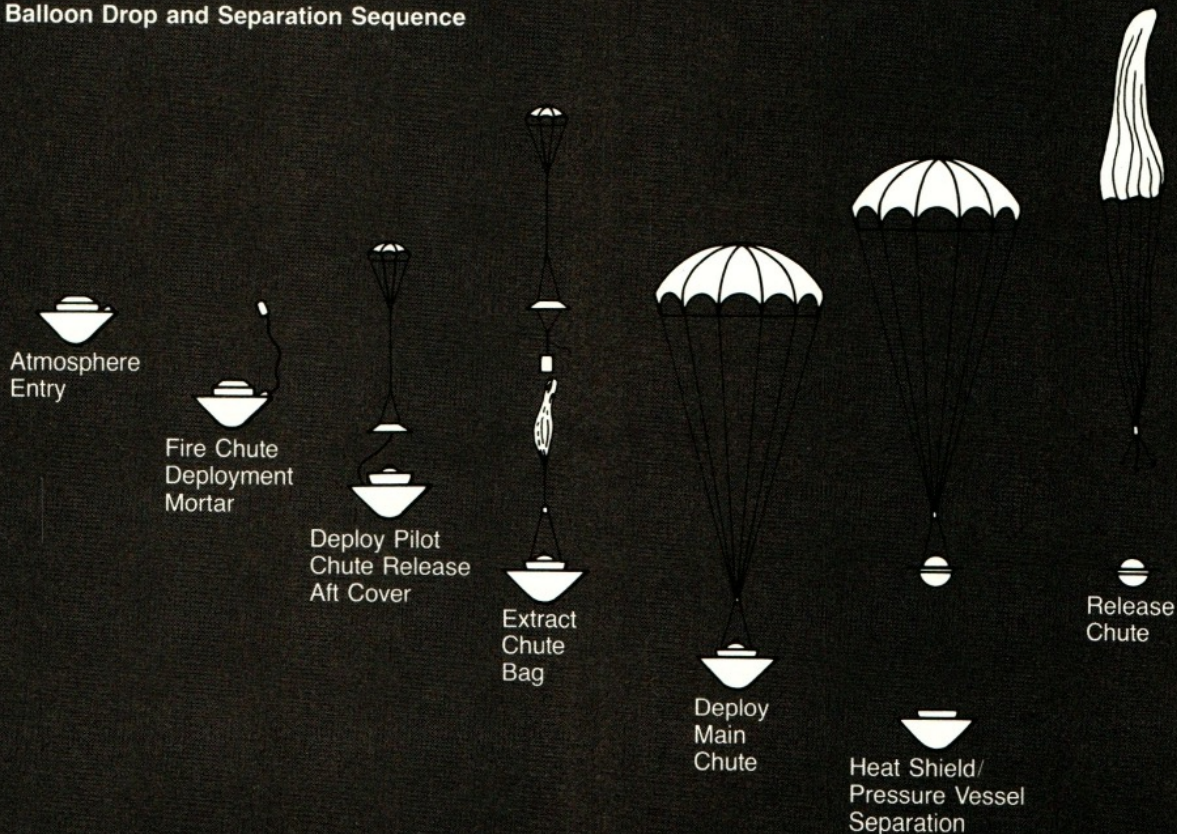 Balloon Drop and Separation Sequence
Atmosphere
Entry
Fire Chute
Deployment
Mortar
Deploy Pilot
Chute Release
Aft Cover
Extract
Chute
Bag
Deploy
Main
Chute
Heat Shield/
Pressure Vessel
Separation
Release
Chute